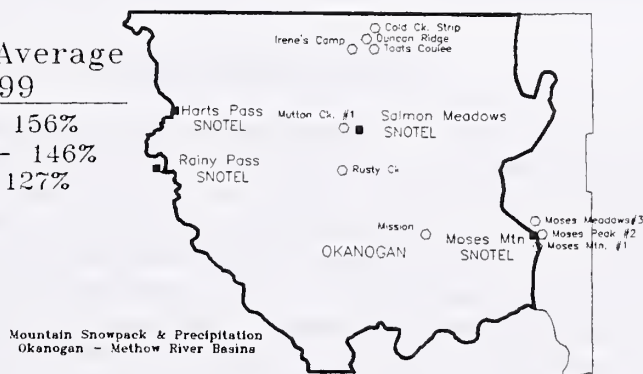 Average
99
156%
- 146%
127%
Cold Ck. Strip
Duncan Ridge
Irene's Camp
Toats Coulee
Harts Pass
SNOTEL
Mutton Ck. #1
Salmon Meadows
SNOTEL
Rainy Pass
SNOTEL
Rusty Ck
Mission
OKANOGAN
Moses Mtn
SNOTEL
Moses Meadows#3
Moses Peak #2
Moses Mtn. #1
Mountain Snowpack & Precipitation
Okanogan - Methow River Basins